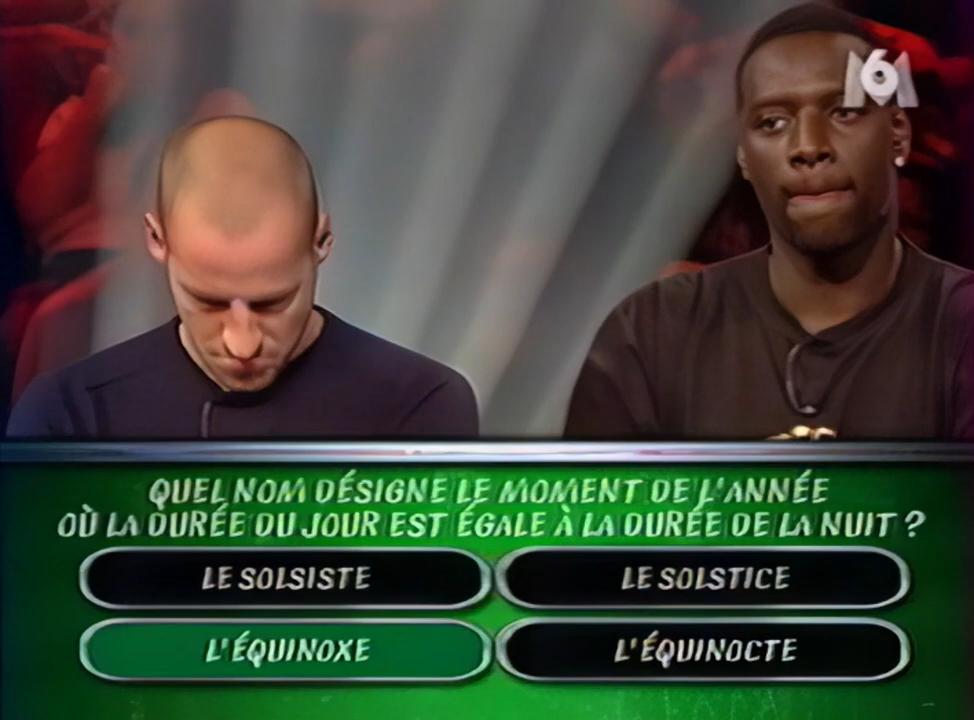 M6
QUEL NOM DÉSIGNE LE MOMENT DE L'ANNÉE
OÙ LA DURÉE DU JOUR EST ÉGALE À LA DURÉE DE LA NUIT ?
LE SOLSISTE
LE SOLSTICE
L'ÉQUINOXE
L'ÉQUINOCTE